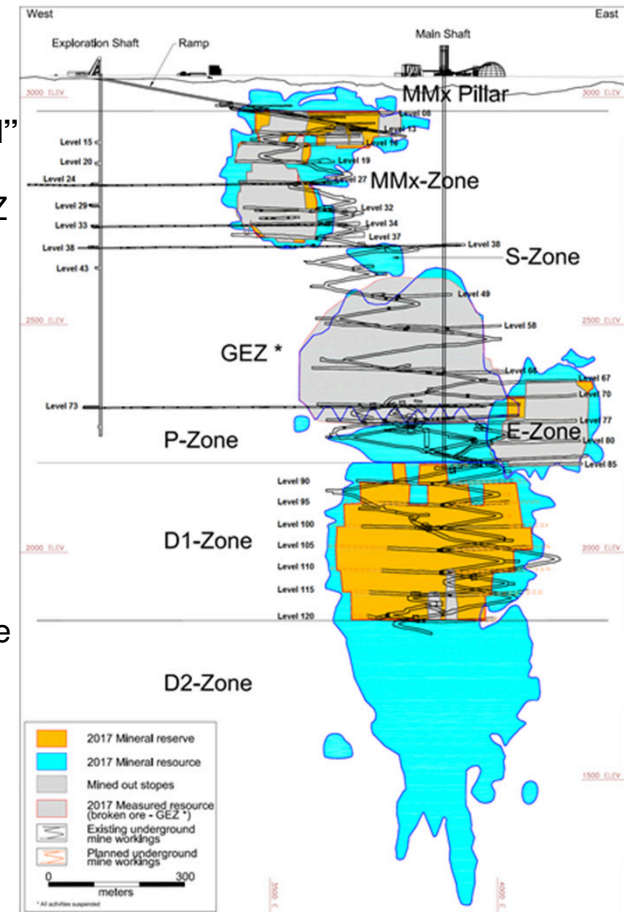 West
East
Exploration Shaft
Ramp
Main Shaft
3000 ELEV
3000 ELEV
MMx Pillar
Level 08
Level 13
Level 15
Level 19
Level 20
Level 24
Level 27
MMx-Zone
Level 29
Level 32
Z
Level 33
Level 34
Level 37
Level 38
Level 38
S-Zone
Level 43
Level 49
2500 ELEV
2500 ELEV
Level 58
GEZ *
Level 66
Level 67
Level 70
Level 73
Level 77
E-Zone
P-Zone
Level 80
Level 85
Level 90
Level 95
Level 100
D1-Zone
Level 105
2000 ELEV
2000 ELEV
Level 110
Level 115
Level 120
D2-Zone
2017 Mineral reserve
2017 Mineral resource
Mined out stopes
2017 Measured resource
(broken ore - GEZ *)
Existing underground
mine workings
Planned underground
mine workings
0 300
meters
* All activities suspended
1500 ELEV
3500 E
4000 E